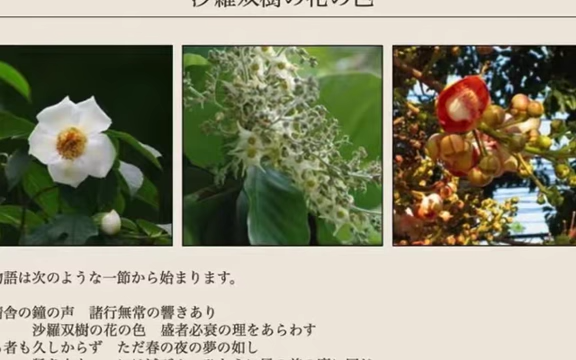 沙羅双樹の花の色
物語は次のような一節から始まります。
舎の鐘の声　諸行無常の響きあり
沙羅双樹の花の色　盛者必衰の理をあらわす
者も久しからず　ただ春の夜の夢の如し